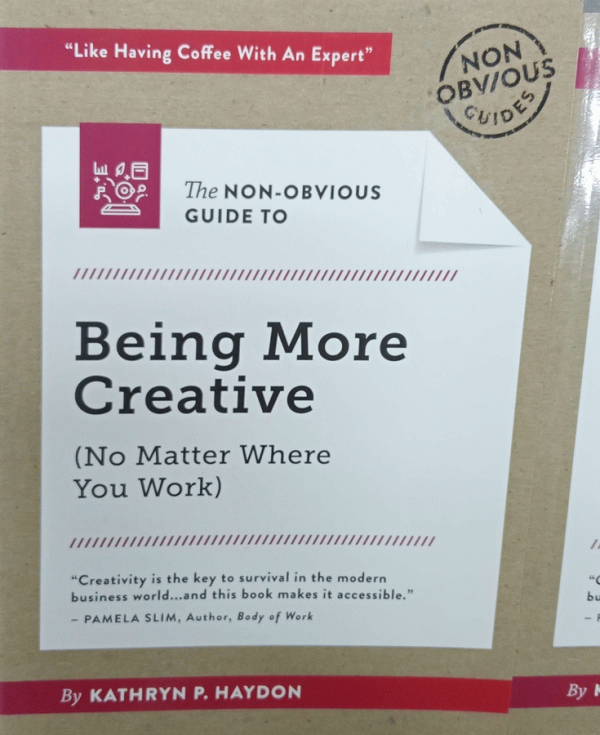 “Like Having Coffee With An Expert”
NON
OBVIOUS
GUIDES
The NON-OBVIOUS
GUIDE TO
Being More
Creative
(No Matter Where
You Work)
“Creativity is the key to survival in the modern
business world...and this book makes it accessible.”
– PAMELA SLIM, Author, Body of Work
By KATHRYN P. HAYDON
By